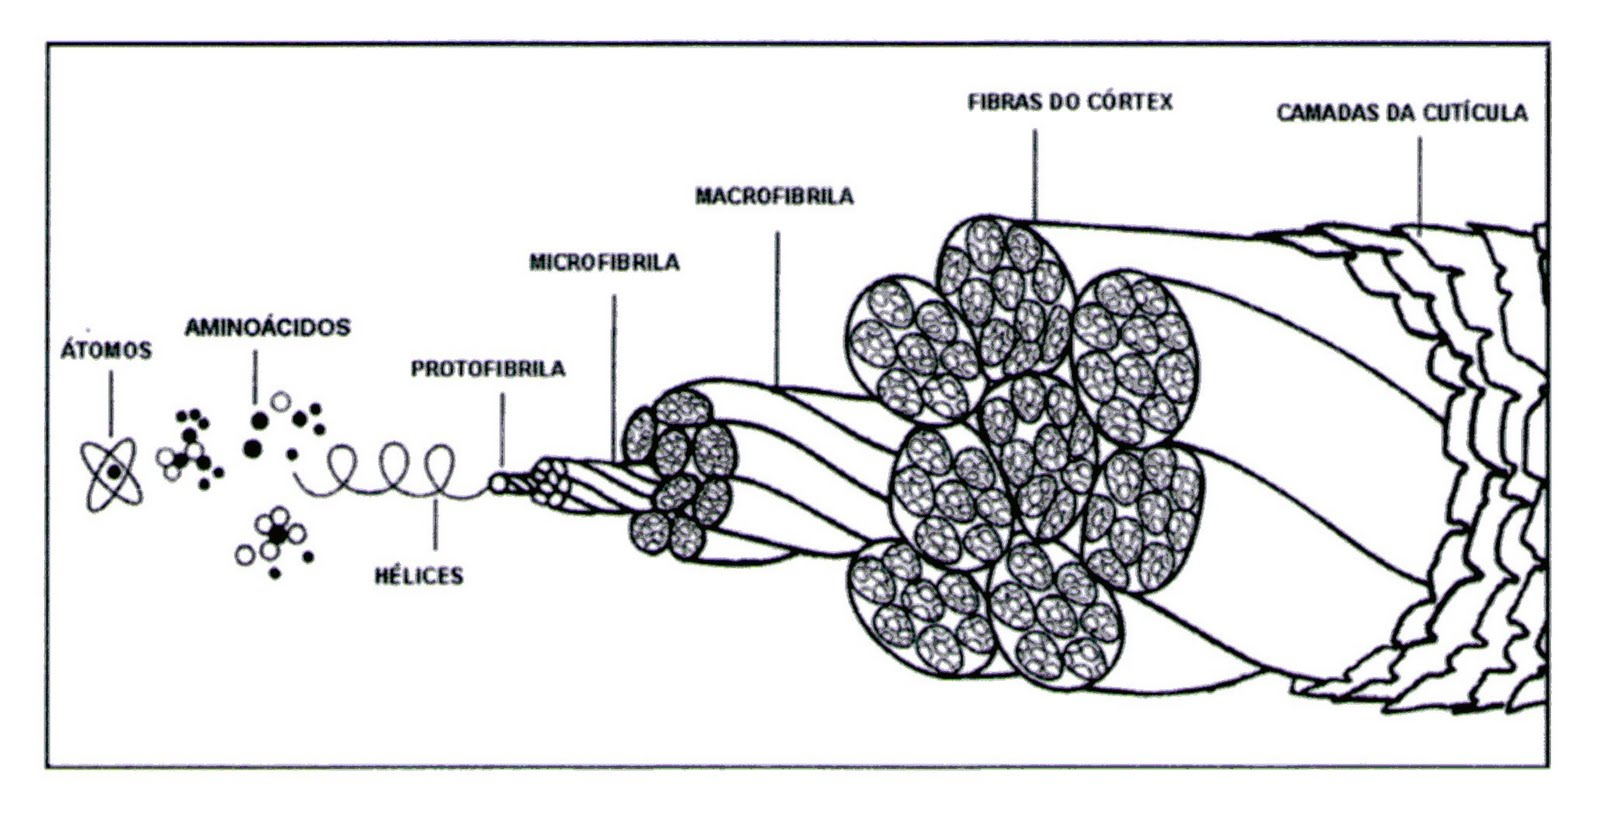 FIBRAS DO CÓRTEX
CAMADAS DA CUTÍCULA
MACROFIBRILA
MICROFIBRILA
AMINOÁCIDOS
ÁTOMOS
PROTOFIBRILA
HÉLICES